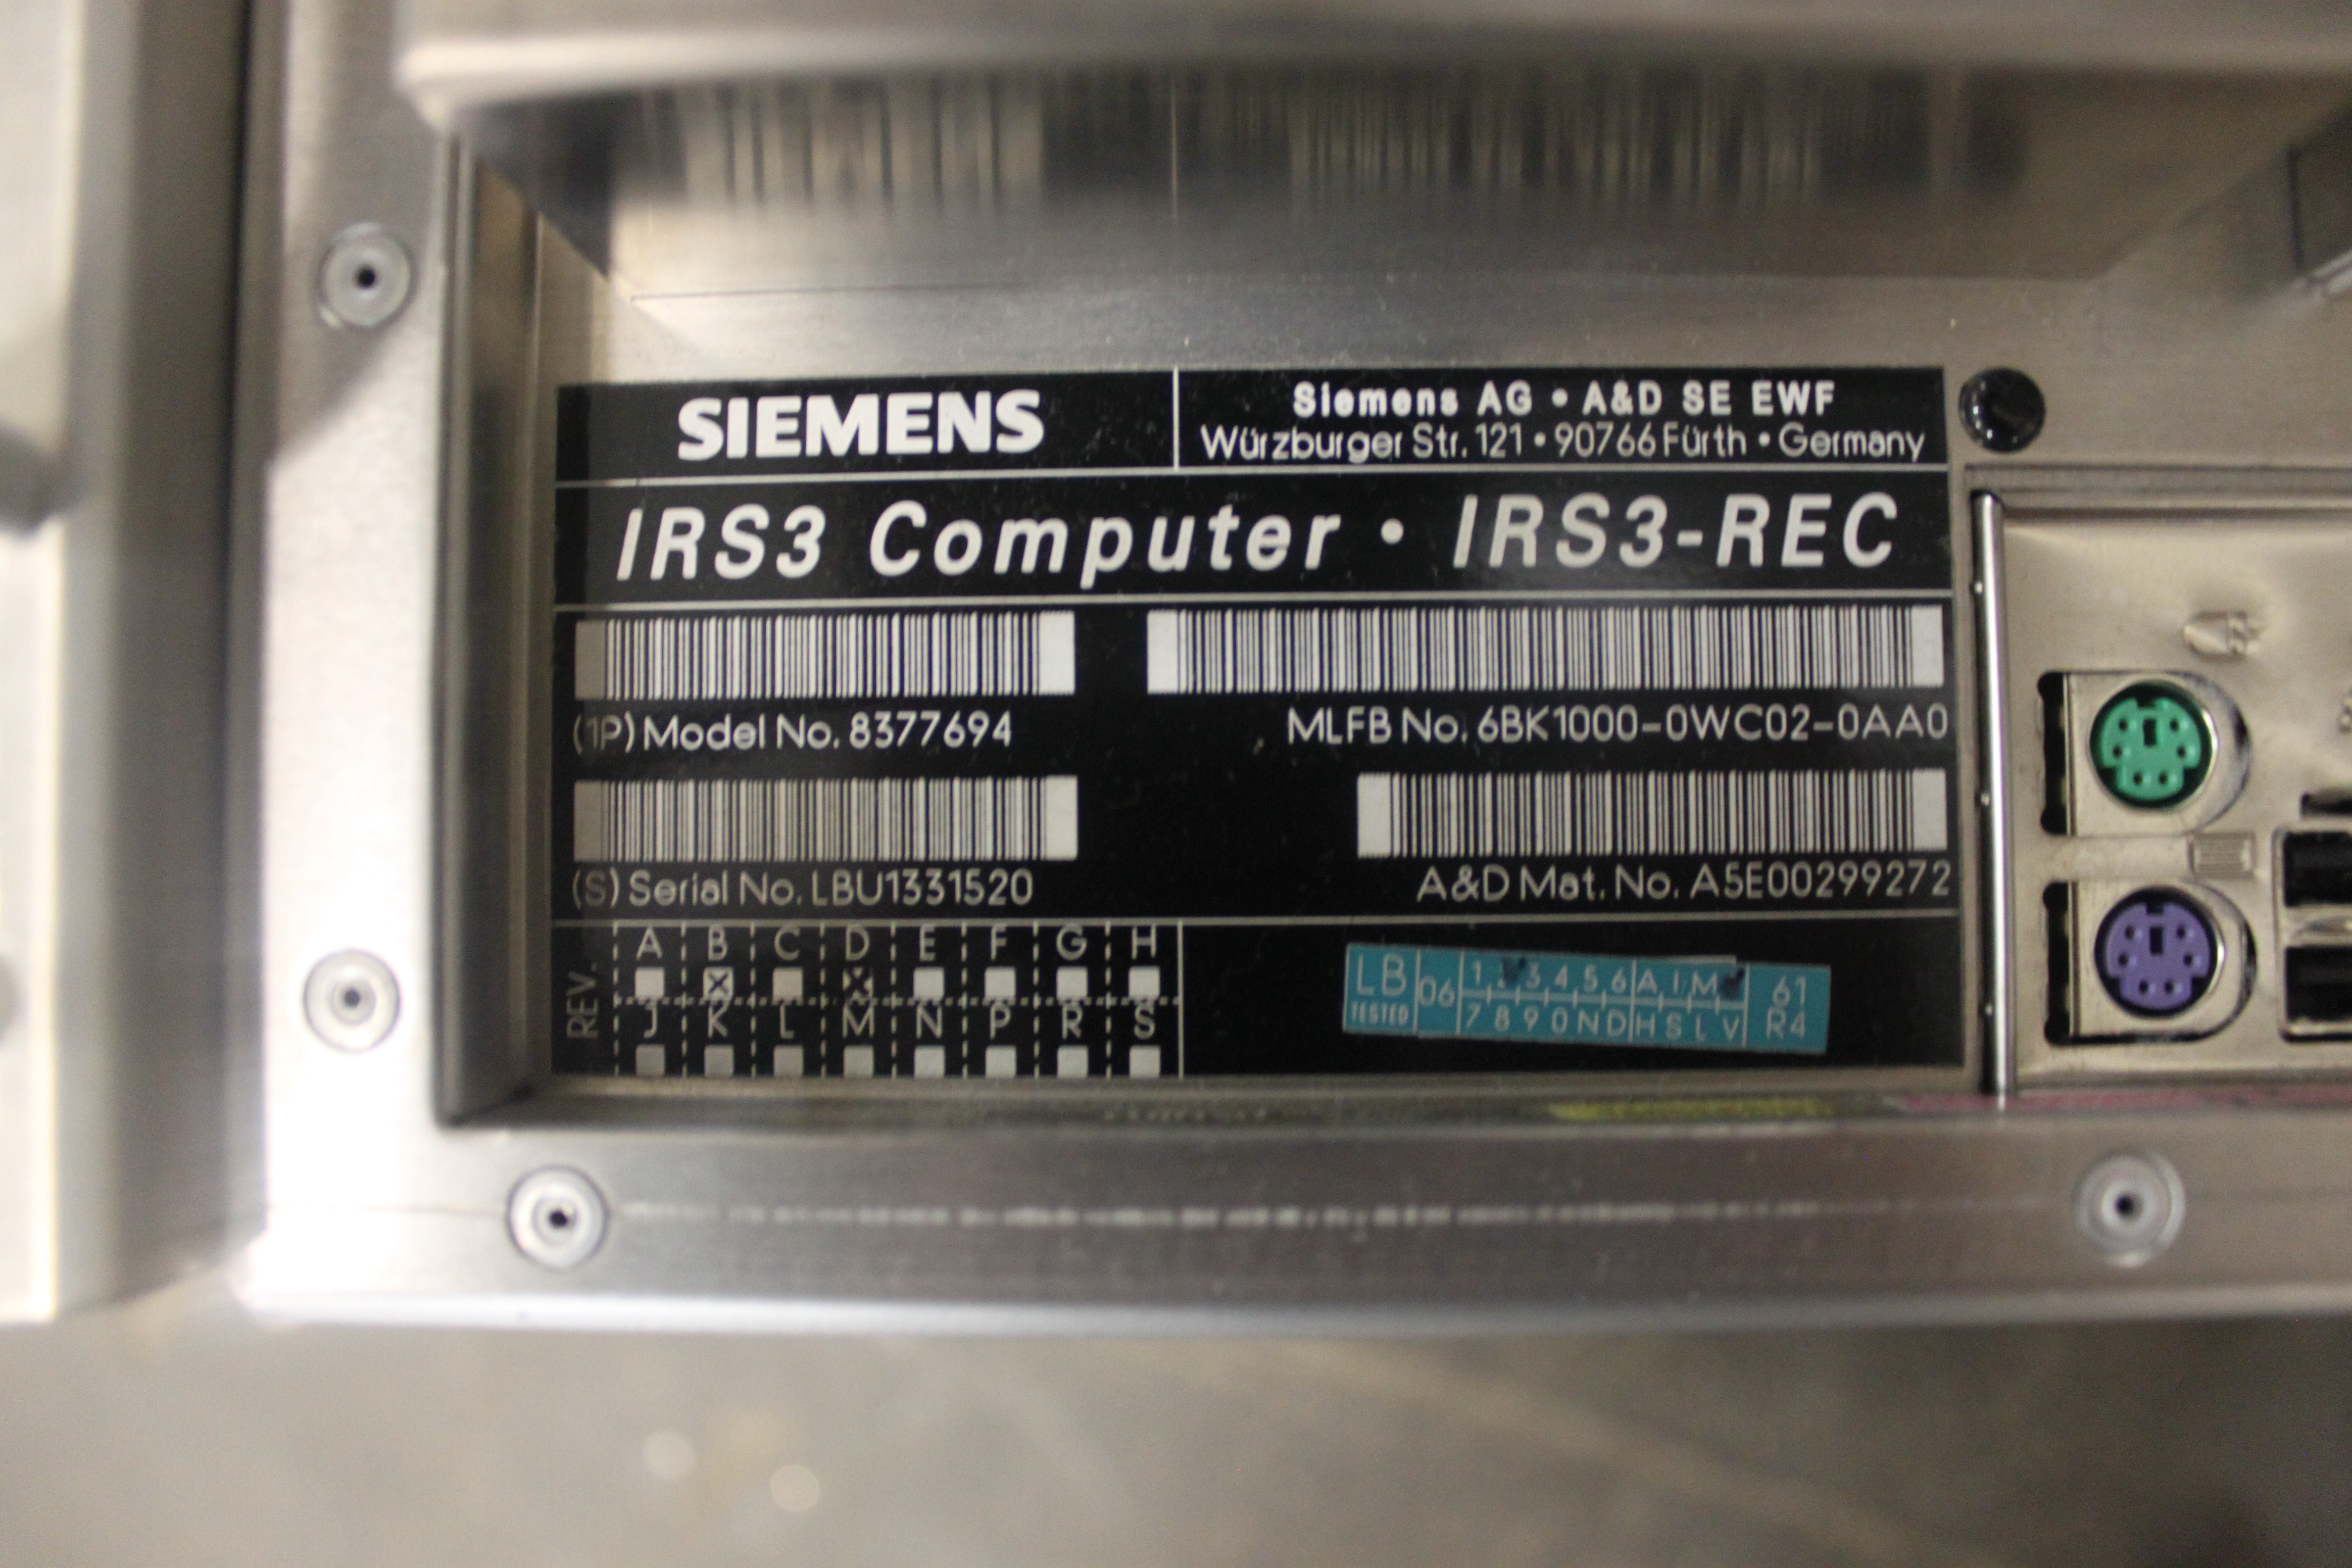 SIEMENS
Siemens AG • A&D SE EWF
Würzburger Str. 121 • 90766 Fürth • Germany
IRS3 Computer • IRS3-REC
(1P) Model No. 8377694
MLFB No. 6BK1000-0WC02-0AA0
(S) Serial No. LBU1331520
A&D Mat. No. A5E00299272
REV.
A B C D E F G H
J K L M N P R S
LB TESTED 06
1 3 4 5 6 A I M
7 8 9 0 N D H S L V
61
R4